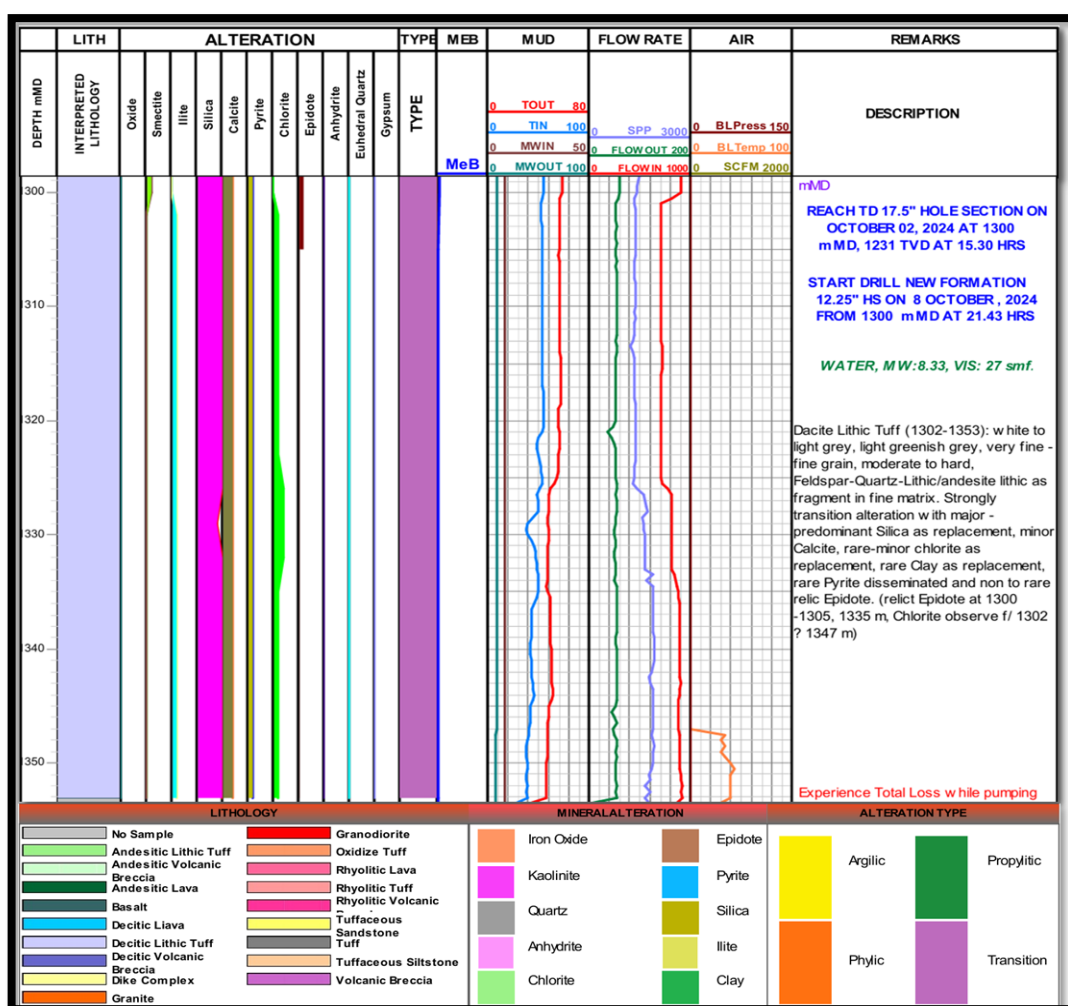 LITH ALTERATION TYPE MEB MUD FLOW RATE AIR REMARKS
DEPTH mMD
INTERPRETED
LITHOLOGY
Oxide
Smectite
Illite
Silica
Calcite
Pyrite
Chlorite
Epidote
Anhydrite
Euhedral Quartz
Gypsum
TYPE
MeB
0 TOUT 80
0 TIN 100
0 MWIN 50
0 MWOUT 100
0 SPP 3000
0 FLOW OUT 200
0 FLOWIN 1000
0 BLPress 150
0 BLTemp 100
0 SCFM 2000
DESCRIPTION
1300
1310
1320
1330
1340
1350
mMD
REACH TD 17.5" HOLE SECTION ON
OCTOBER 02, 2024 AT 1300
mMD, 1231 TVD AT 15.30 HRS
START DRILL NEW FORMATION
12.25" HS ON 8 OCTOBER , 2024
FROM 1300 mMD AT 21.43 HRS
WATER, MW:8.33, VIS: 27 smf.
Dacite Lithic Tuff (1302-1353): white to
light grey, light greenish grey, very fine -
fine grain, moderate to hard,
Feldspar-Quartz-Lithic/andesite lithic as
fragment in fine matrix. Strongly
transition alteration with major -
predominant Silica as replacement, minor
Calcite, rare-minor chlorite as
replacement, rare Clay as replacement,
rare Pyrite disseminated and non to rare
relic Epidote. (relict Epidote at 1300
-1305, 1335 m, Chlorite observe f/ 1302
? 1347 m)
Experience Total Loss while pumping
LITHOLOGY
No Sample
Andesitic Lithic Tuff
Andesitic Volcanic
Breccia
Andesitic Lava
Basalt
Decitic Liava
Decitic Lithic Tuff
Decitic Volcanic
Breccia
Dike Complex
Granite
Granodiorite
Oxidize Tuff
Rhyolitic Lava
Rhyolitic Tuff
Rhyolitic Volcanic
Tuffaceous
Sandstone
Tuff
Tuffaceous Siltstone
Volcanic Breccia
MINERALALTERATION
Iron Oxide
Kaolinite
Quartz
Anhydrite
Chlorite
Epidote
Pyrite
Silica
Ilite
Clay
ALTERATION TYPE
Argilic
Phylic
Propylitic
Transition